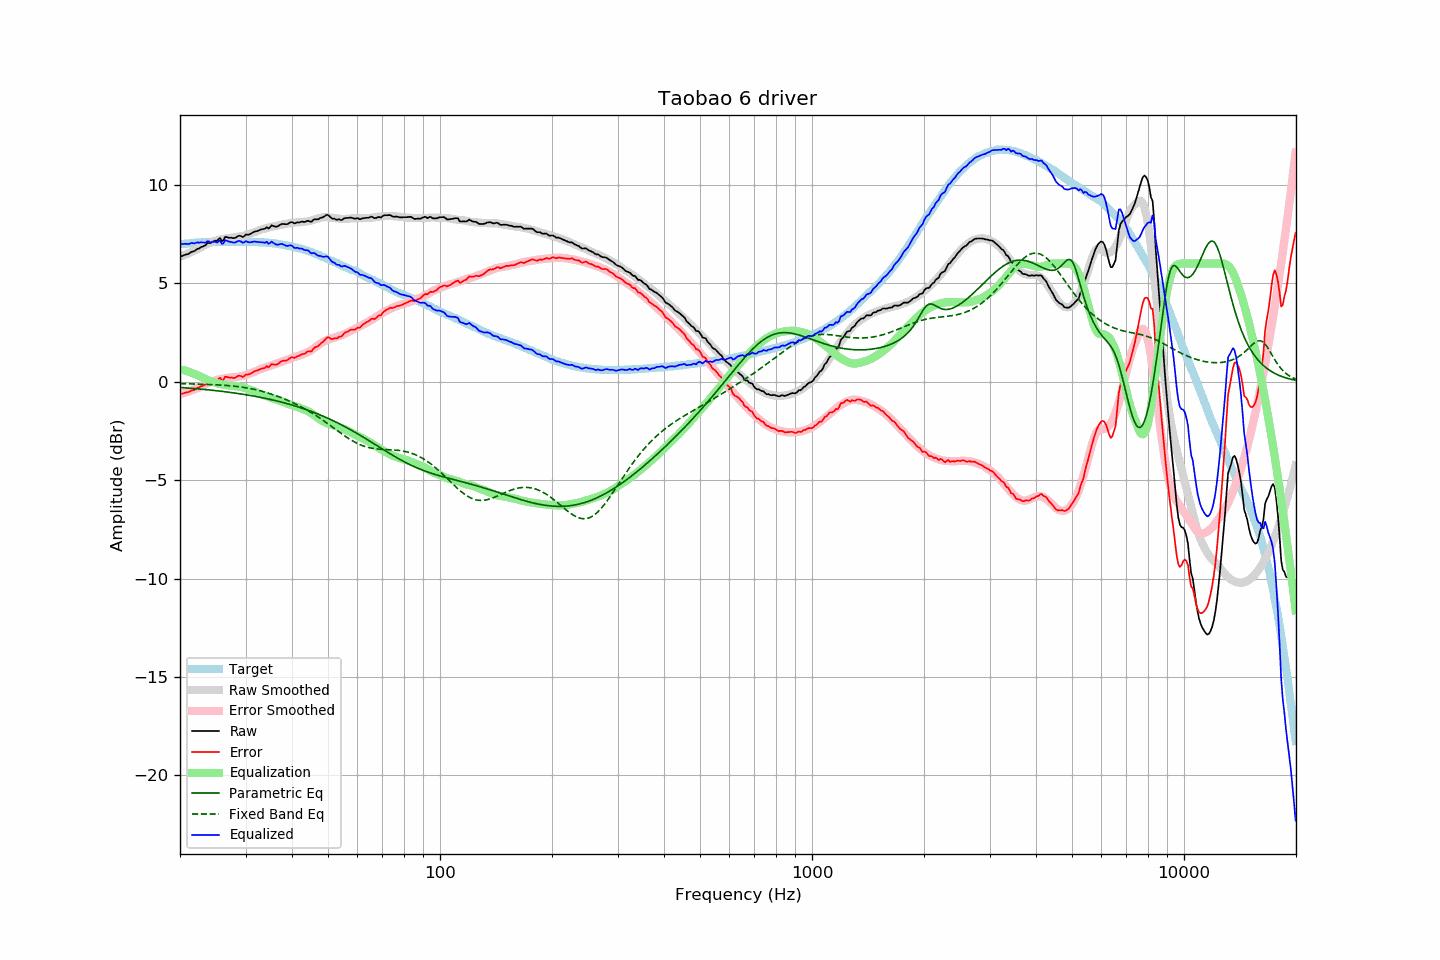 Taobao 6 driver
Amplitude (dBr)
10
5
0
−5
−10
−15
−20
Target
Raw Smoothed
Error Smoothed
Raw
Error
Equalization
Parametric Eq
Fixed Band Eq
Equalized
100
1000
10000
Frequency (Hz)